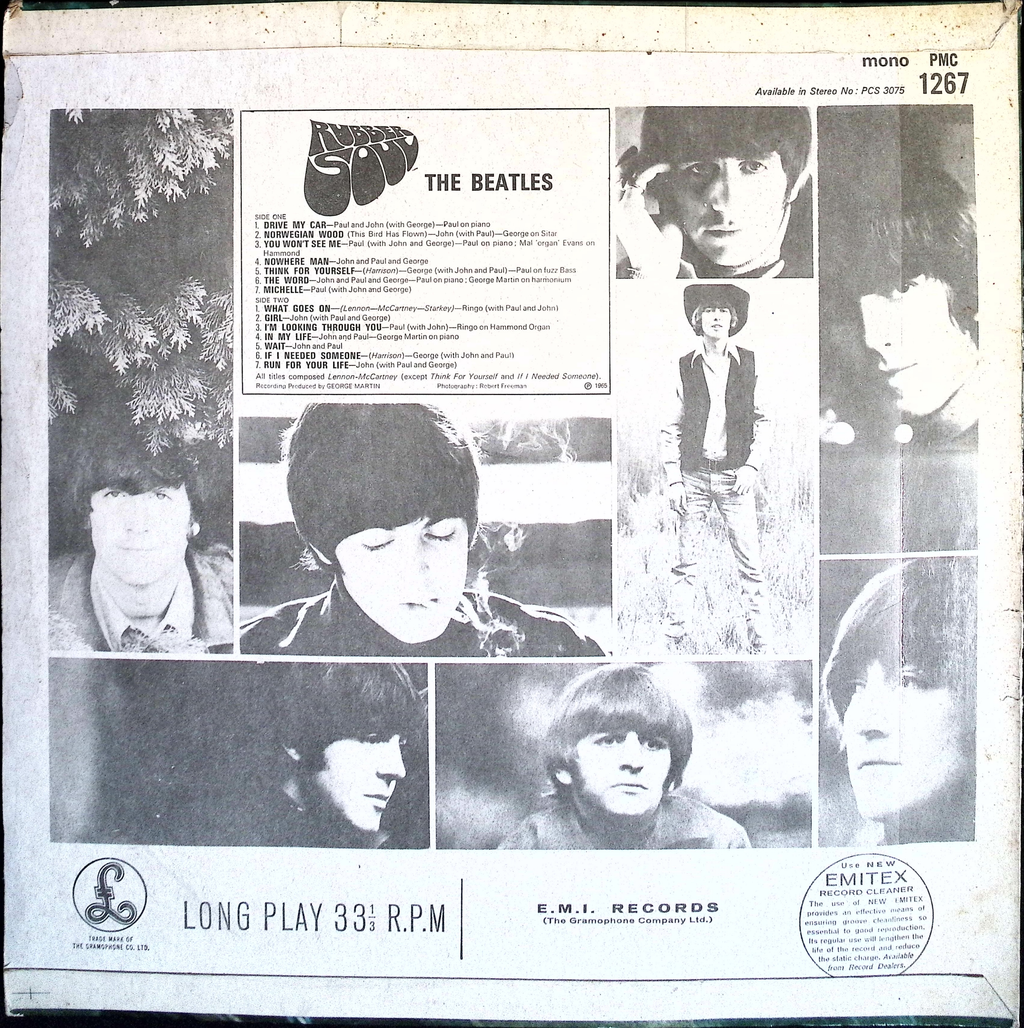 mono PMC
Available in Stereo No: PCS 3075 1267
RUBBER
SOUL
THE BEATLES
SIDE ONE
1. DRIVE MY CAR—Paul and John (with George)—Paul on piano
2. NORWEGIAN WOOD (This Bird Has Flown)—John (with Paul)—George on Sitar
3. YOU WON'T SEE ME—Paul (with John and George)—Paul on piano; Mal 'organ' Evans on
Hammond
4. NOWHERE MAN—John and Paul and George
5. THINK FOR YOURSELF—(Harrison)—George (with John and Paul)—Paul on fuzz Bass
6. THE WORD—John and Paul and George—Paul on piano; George Martin on harmonium
7. MICHELLE—Paul (with John and George)
SIDE TWO
1. WHAT GOES ON—(Lennon-McCartney-Starkey)—Ringo (with Paul and John)
2. GIRL—John (with Paul and George)
3. I'M LOOKING THROUGH YOU—Paul (with John)—Ringo on Hammond Organ
4. IN MY LIFE—John and Paul—George Martin on piano
5. WAIT—John and Paul
6. IF I NEEDED SOMEONE—(Harrison)—George (with John and Paul)
7. RUN FOR YOUR LIFE—John (with Paul and George)
All titles composed Lennon-McCartney (except Think For Yourself and If I Needed Someone).
Recording Produced by GEORGE MARTIN Photography: Robert Freeman ℗ 1965
£
TRADE MARK OF
THE GRAMOPHONE CO. LTD.
LONG PLAY 33⅓ R.P.M
E.M.I. RECORDS
(The Gramophone Company Ltd.)
Use NEW
EMITEX
RECORD CLEANER
The use of NEW EMITEX
provides an effective means of
ensuring groove cleanliness so
essential to good reproduction.
Its regular use will lengthen the
life of the record and reduce
the static charge. Available
from Record Dealers.